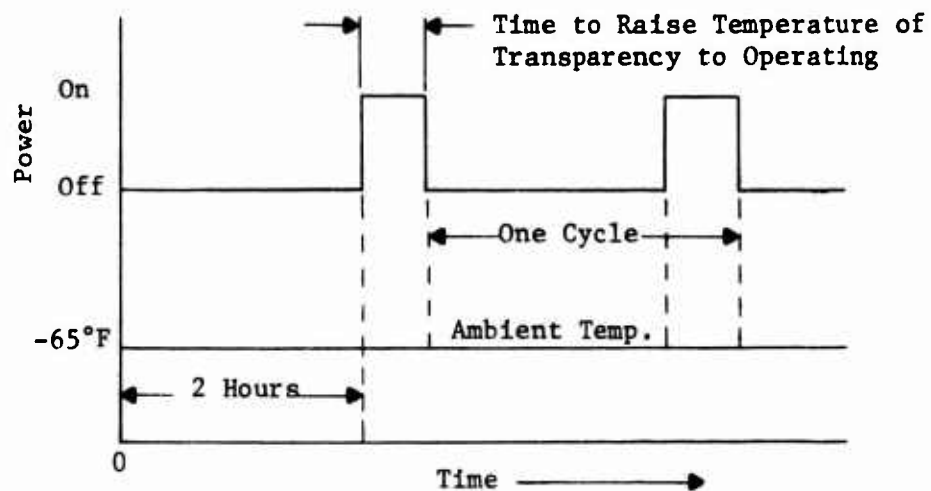 Time to Raise Temperature of
Transparency to Operating
On
Power
Off
One Cycle
-65°F
Ambient Temp.
2 Hours
0
Time